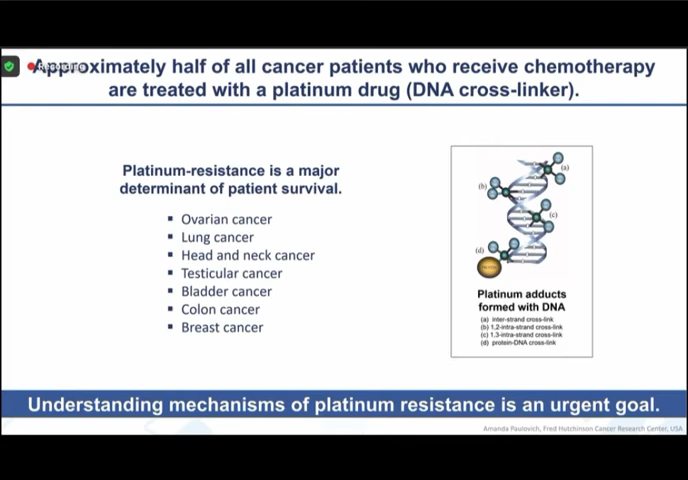 Approximately half of all cancer patients who receive chemotherapy
are treated with a platinum drug (DNA cross-linker).
Platinum-resistance is a major
determinant of patient survival.
▪ Ovarian cancer
▪ Lung cancer
▪ Head and neck cancer
▪ Testicular cancer
▪ Bladder cancer
▪ Colon cancer
▪ Breast cancer
(a)
(b)
(c)
(d)
Platinum adducts
formed with DNA
(a) inter-strand cross-link
(b) 1,2-intra-strand cross-link
(c) 1,3-intra-strand cross-link
(d) protein-DNA cross-link
Understanding mechanisms of platinum resistance is an urgent goal.
Amanda Paulovich, Fred Hutchinson Cancer Research Center, USA